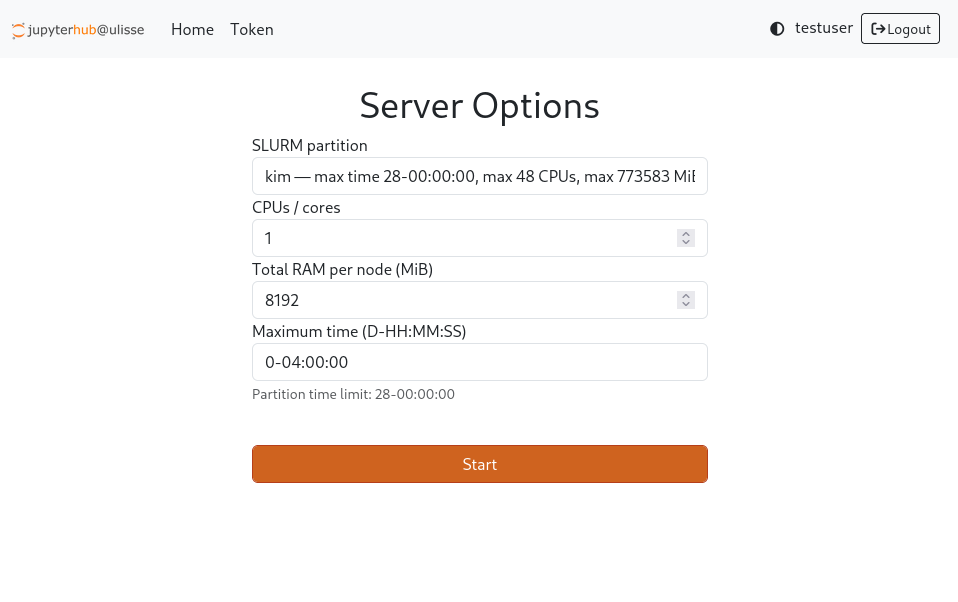 jupyterhub@ulisse Home Token testuser Logout
Server Options
SLURM partition
kim — max time 28-00:00:00, max 48 CPUs, max 773583
CPUs / cores
1
Total RAM per node (MiB)
8192
Maximum time (D-HH:MM:SS)
0-04:00:00
Partition time limit: 28-00:00:00
Start